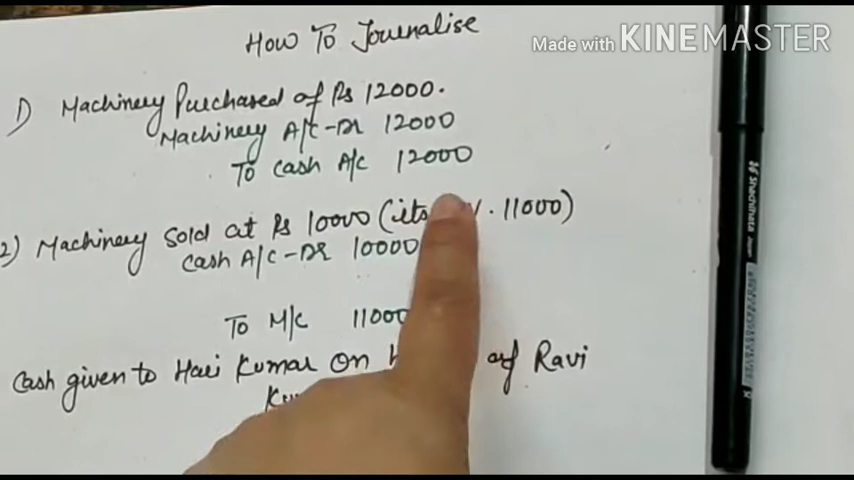 How To Journalise
Made with KINEMASTER
1) Machinery Purchased of Rs 12000.
Machinery A/c-Dr 12000
To cash A/c 12000
2) Machinery sold at Rs 10000 (its . 11000)
cash A/c-Dr 10000
To M/c 11000
Cash given to Hari Kumar On of Ravi
Shachihata